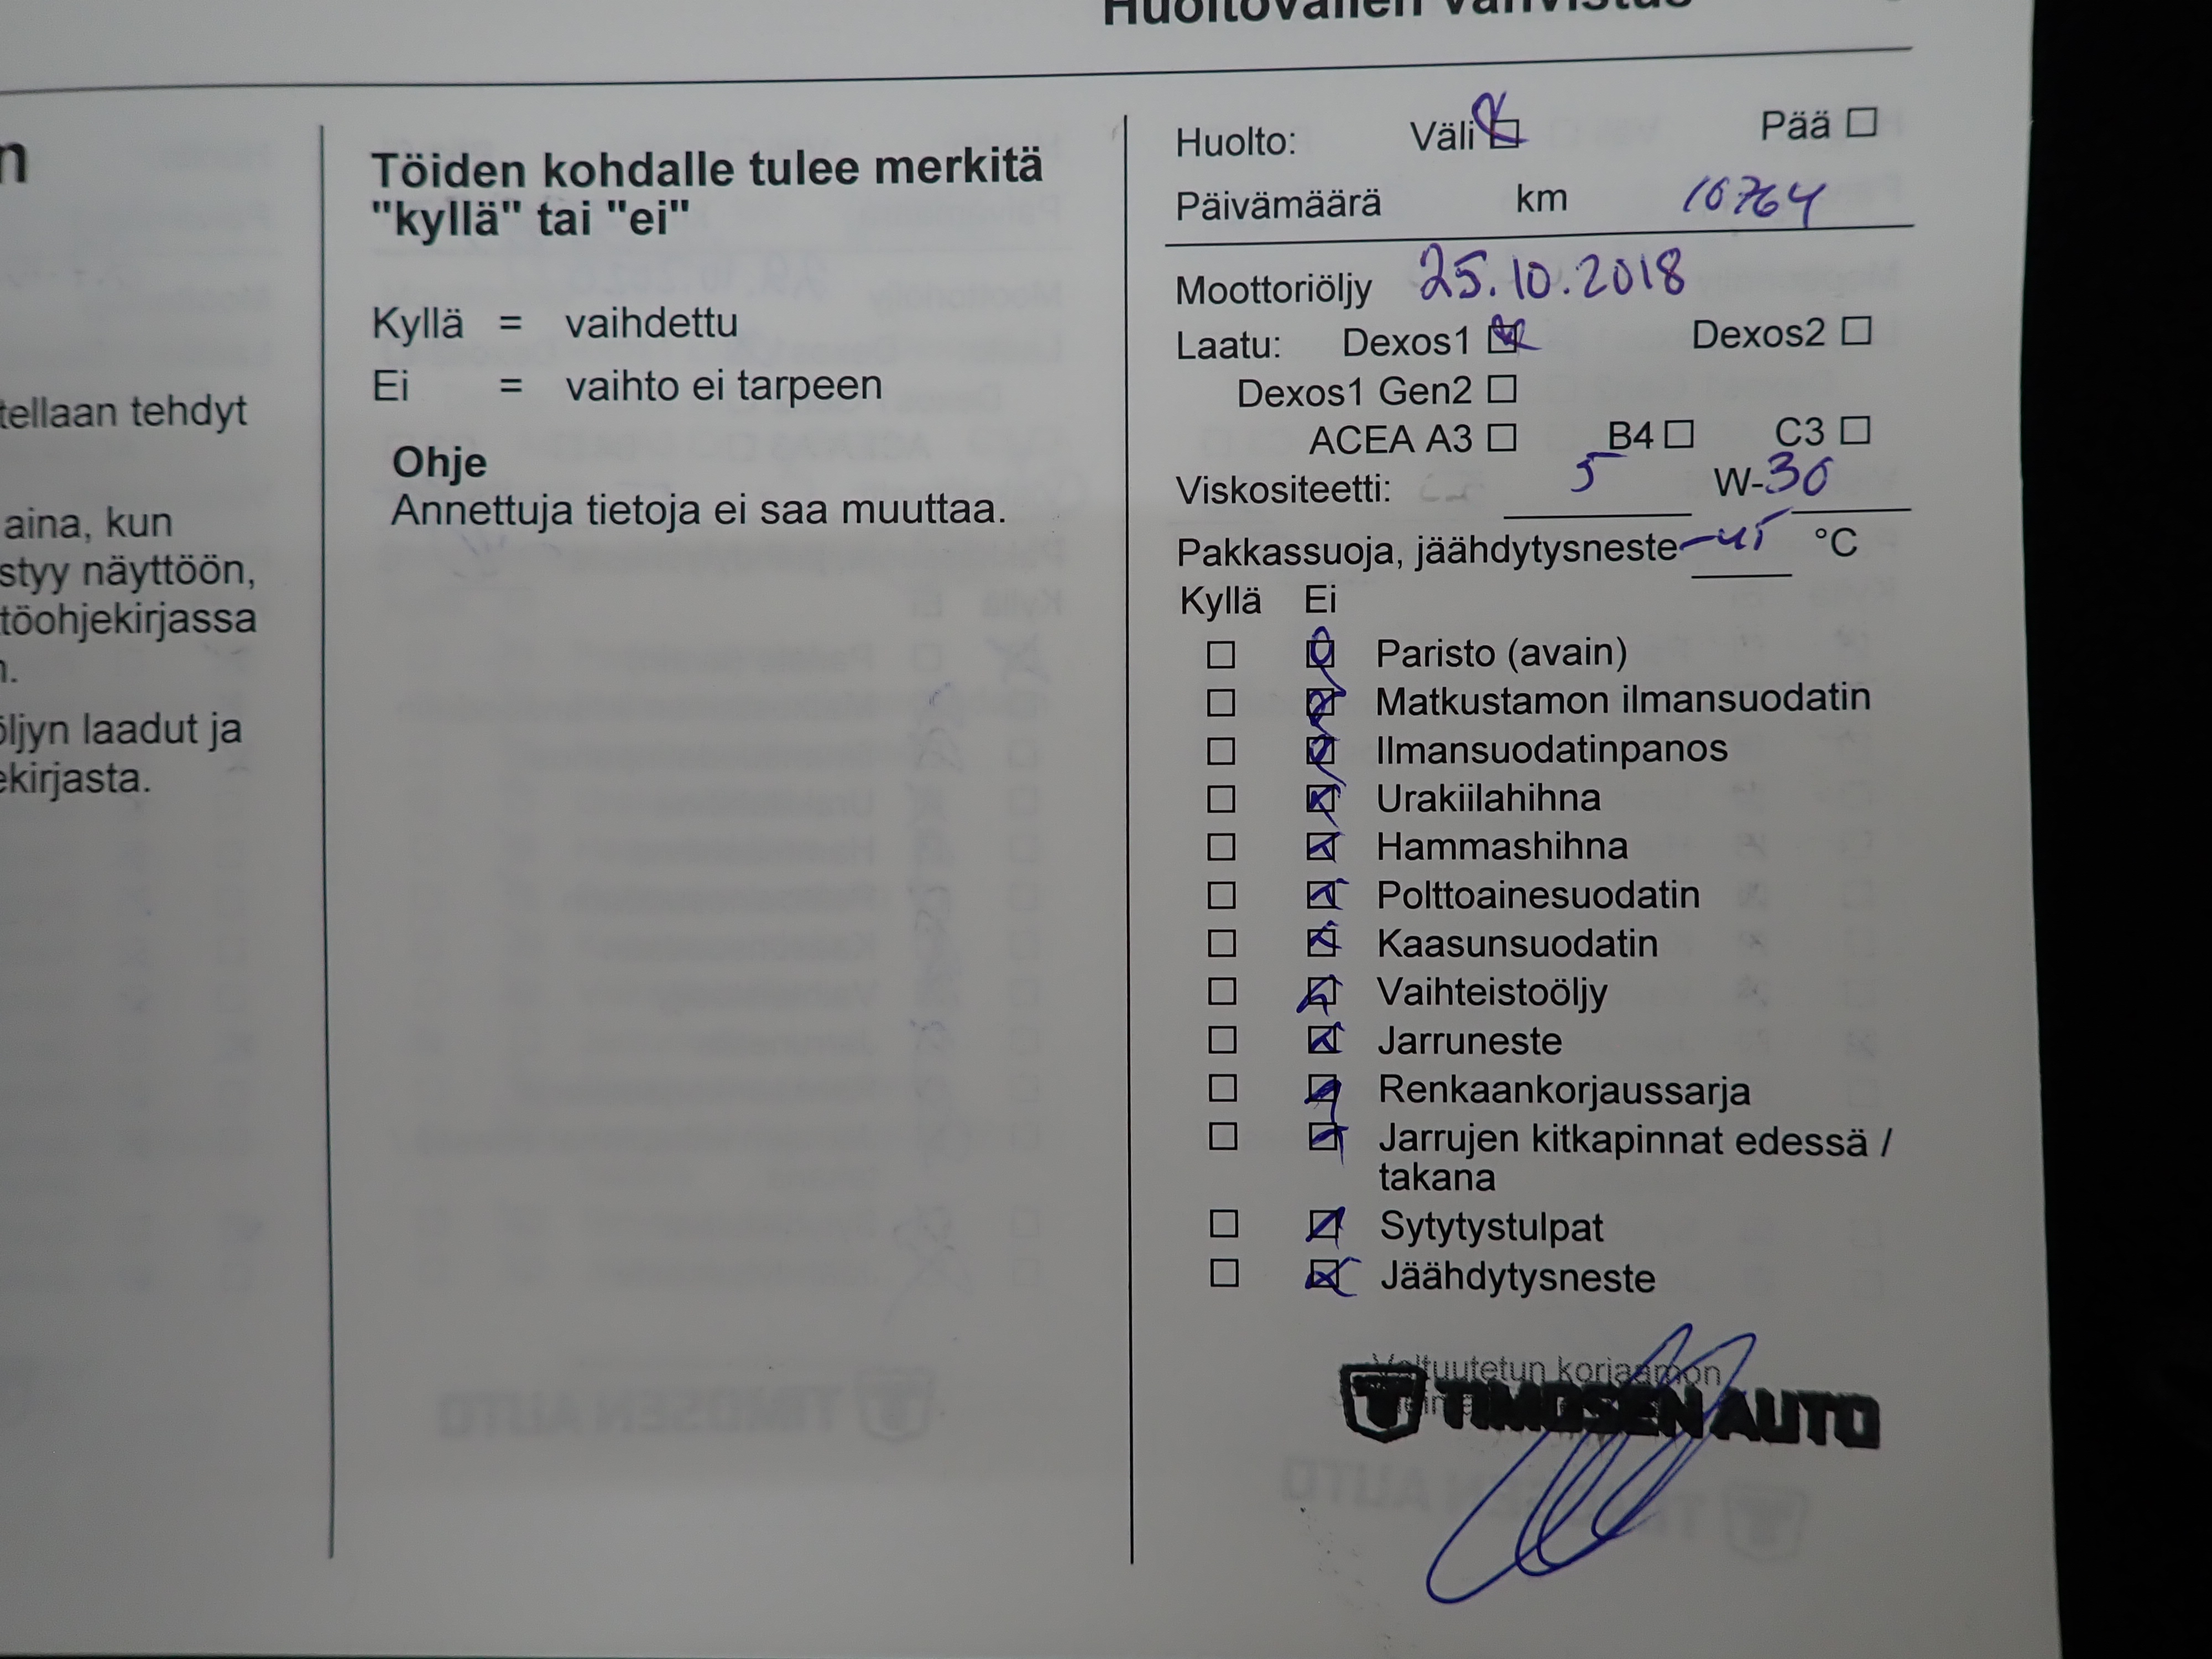 Huoltovälien vahvistus
n
tellaan tehdyt
aina, kun
styy näyttöön,
töohjekirjassa
n.
öljyn laadut ja
ekirjasta.
Töiden kohdalle tulee merkitä
"kyllä" tai "ei"
Kyllä = vaihdettu
Ei = vaihto ei tarpeen
Ohje
Annettuja tietoja ei saa muuttaa.
Huolto: Väli ☒ Pää ☐
Päivämäärä km 10764
Moottoriöljy 25.10.2018
Laatu: Dexos1 ☒ Dexos2 ☐
Dexos1 Gen2 ☐
ACEA A3 ☐ B4 ☐ C3 ☐
Viskositeetti: 5 W-30
Pakkassuoja, jäähdytysneste °C
Kyllä Ei
☐ ☒ Paristo (avain)
☐ ☒ Matkustamon ilmansuodatin
☐ ☒ Ilmansuodatinpanos
☐ ☒ Urakiilahihna
☐ ☒ Hammashihna
☐ ☒ Polttoainesuodatin
☐ ☒ Kaasunsuodatin
☐ ☒ Vaihteistoöljy
☐ ☒ Jarruneste
☐ ☒ Renkaankorjaussarja
☐ ☒ Jarrujen kitkapinnat edessä /
takana
☐ ☒ Sytytystulpat
☐ ☒ Jäähdytysneste
Valtuutetun korjaamon
TIMOSEN AUTO